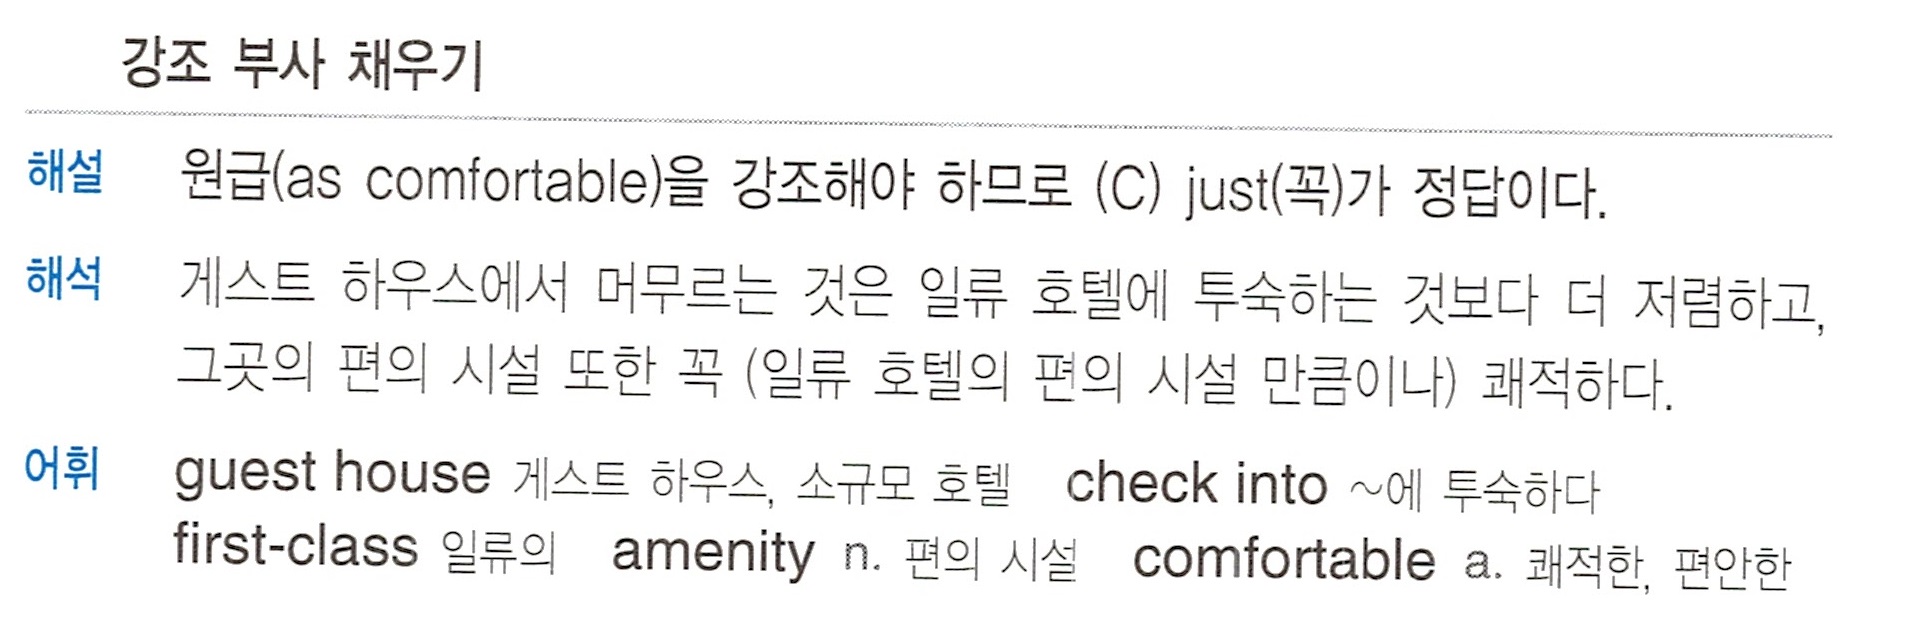 강조 부사 채우기
해설 원급(as comfortable)을 강조해야 하므로 (C) just(꼭)가 정답이다.
해석 게스트 하우스에서 머무르는 것은 일류 호텔에 투숙하는 것보다 더 저렴하고,
그곳의 편의 시설 또한 꼭 (일류 호텔의 편의 시설 만큼이나) 쾌적하다.
어휘 guest house 게스트 하우스, 소규모 호텔 check into ~에 투숙하다
first-class 일류의 amenity n. 편의 시설 comfortable a. 쾌적한, 편안한